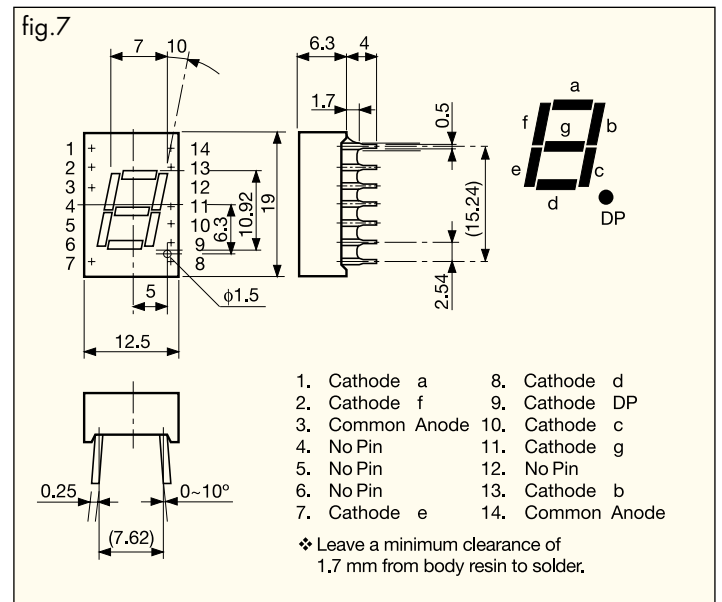 fig.7
7 10
6.3 4
1.7
0.5
1 14
2 13
3 12
4 11
5 10
6 9
7 8
6.3
10.92
19
(15.24)
2.54
5
φ1.5
12.5
0.25
0~10°
(7.62)
a
f g b
e c
d
DP
1. Cathode a
2. Cathode f
3. Common Anode
4. No Pin
5. No Pin
6. No Pin
7. Cathode e
8. Cathode d
9. Cathode DP
10. Cathode c
11. Cathode g
12. No Pin
13. Cathode b
14. Common Anode
❖ Leave a minimum clearance of
1.7 mm from body resin to solder.